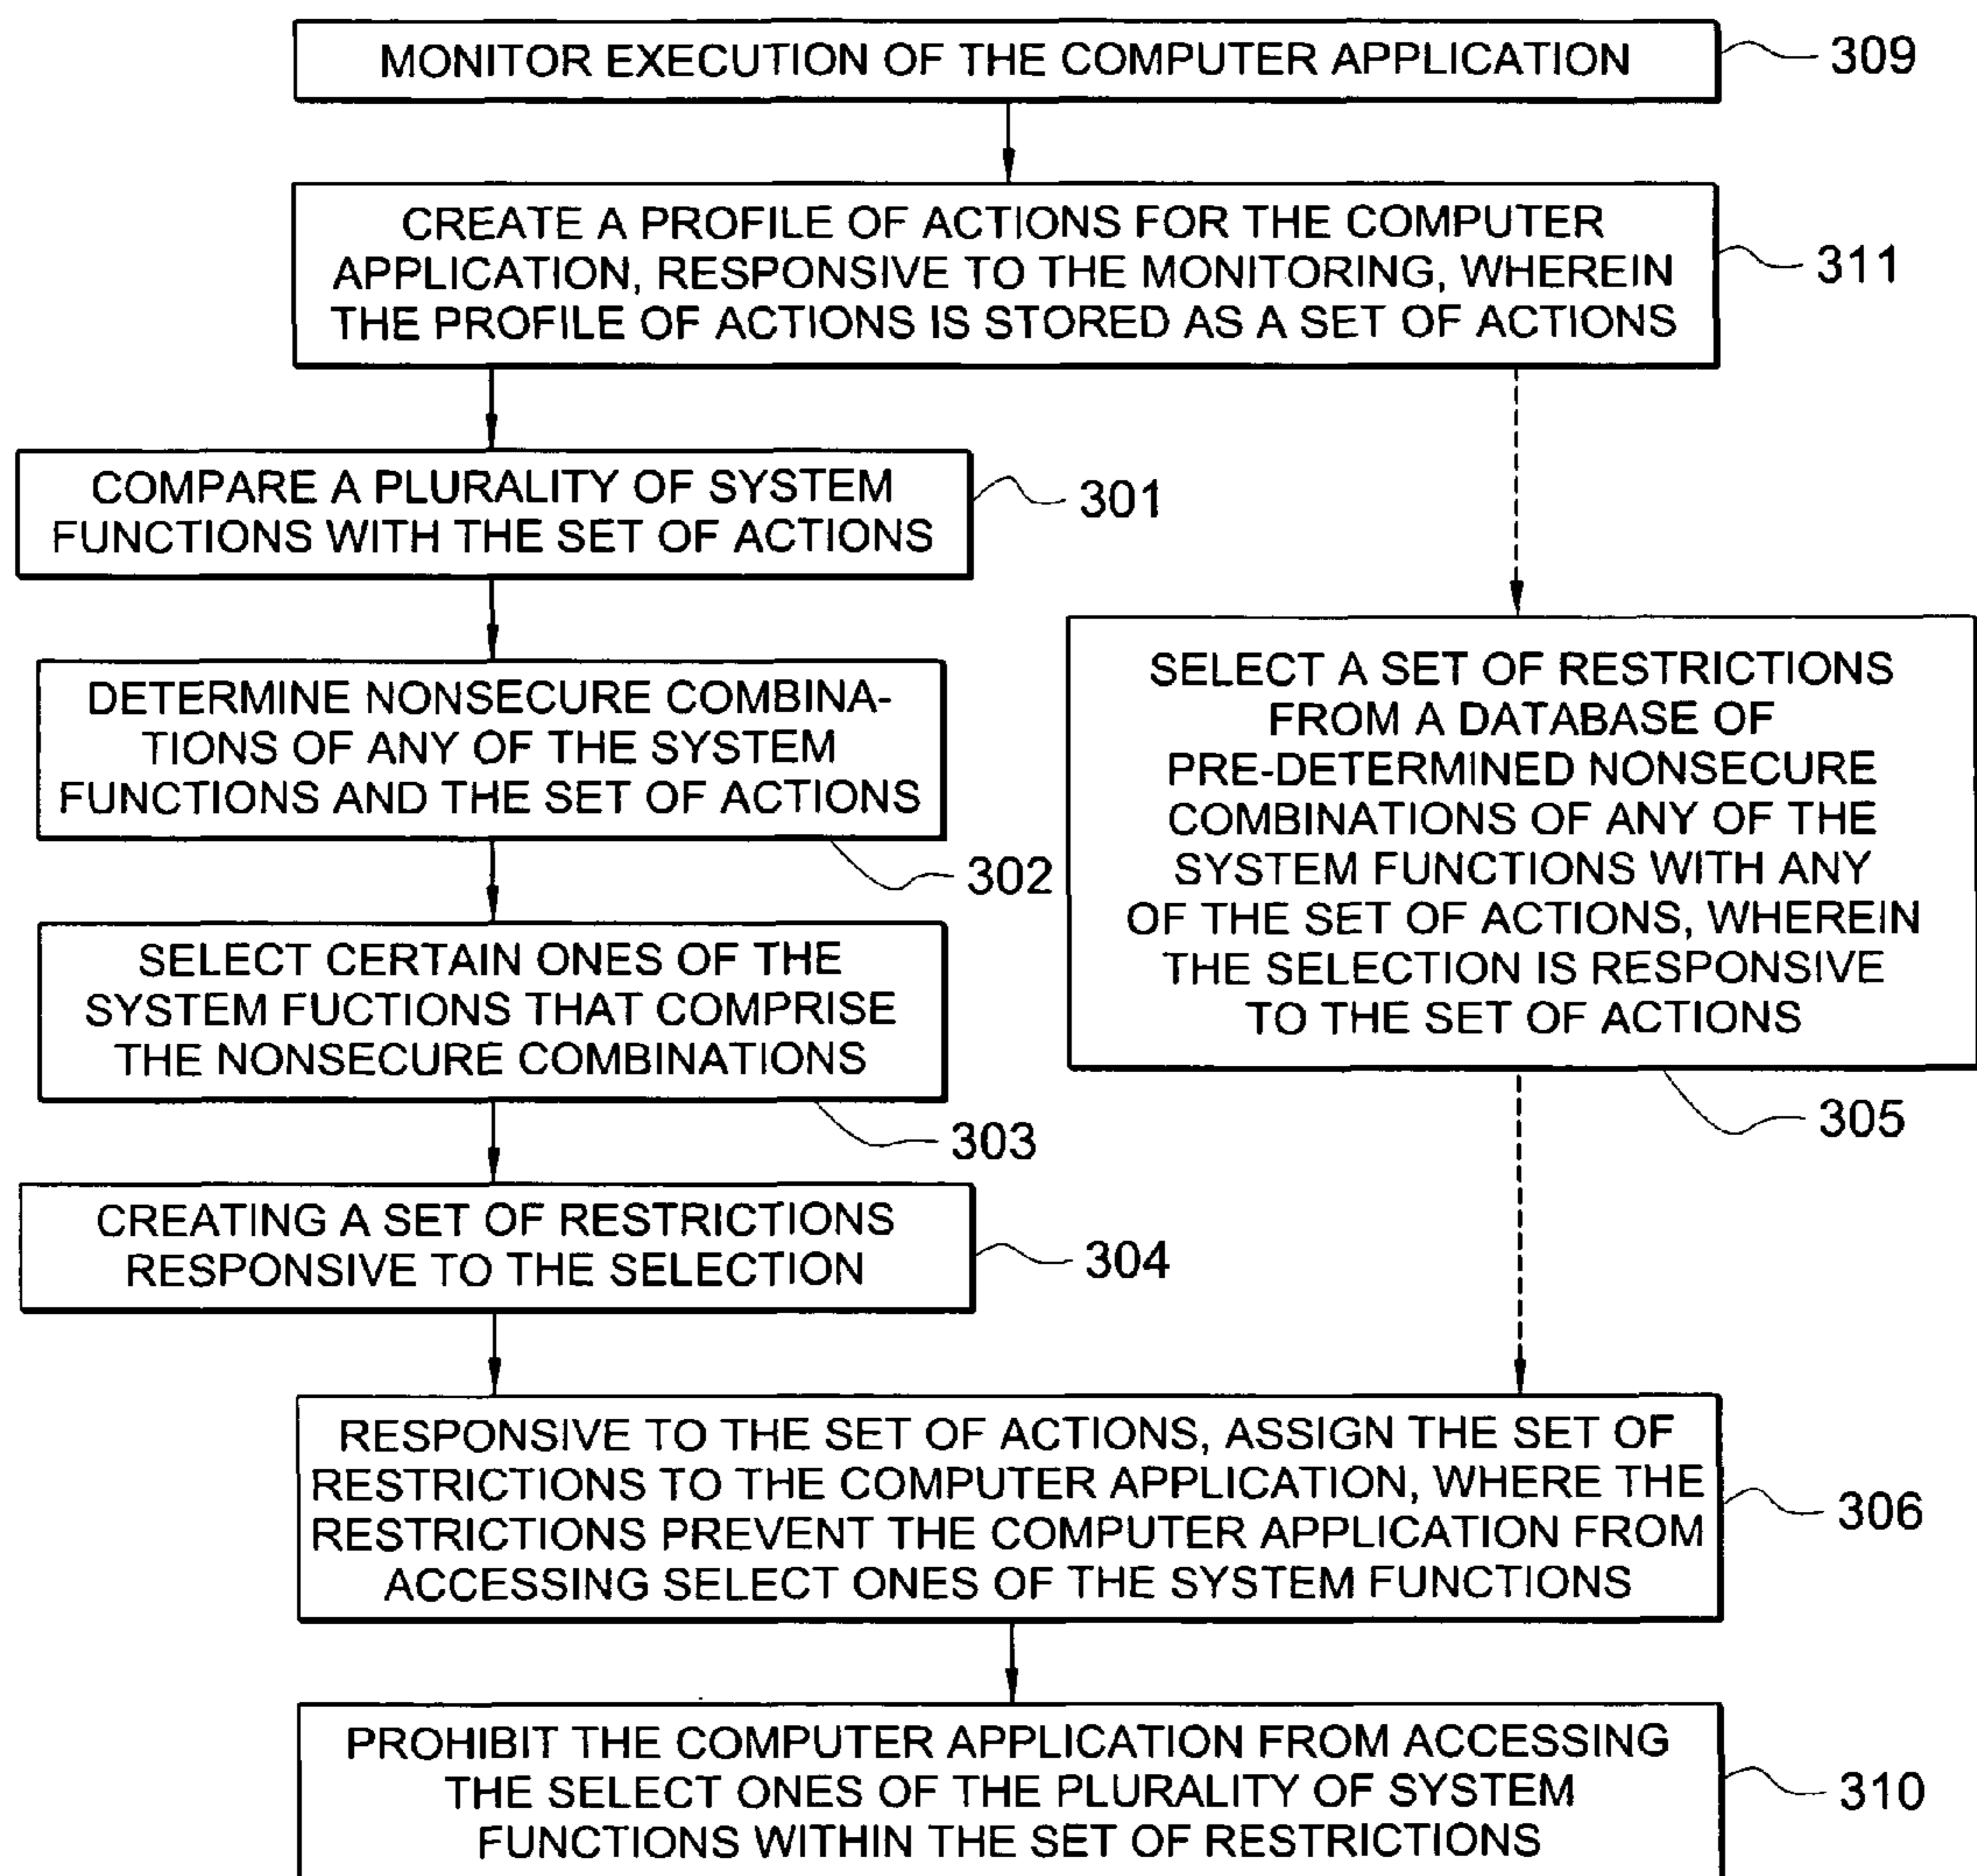 MONITOR EXECUTION OF THE COMPUTER APPLICATION
309
CREATE A PROFILE OF ACTIONS FOR THE COMPUTER
APPLICATION, RESPONSIVE TO THE MONITORING, WHEREIN
THE PROFILE OF ACTIONS IS STORED AS A SET OF ACTIONS
311
COMPARE A PLURALITY OF SYSTEM
FUNCTIONS WITH THE SET OF ACTIONS
301
DETERMINE NONSECURE COMBINA-
TIONS OF ANY OF THE SYSTEM
FUNCTIONS AND THE SET OF ACTIONS
302
SELECT CERTAIN ONES OF THE
SYSTEM FUCTIONS THAT COMPRISE
THE NONSECURE COMBINATIONS
303
CREATING A SET OF RESTRICTIONS
RESPONSIVE TO THE SELECTION
304
SELECT A SET OF RESTRICTIONS
FROM A DATABASE OF
PRE-DETERMINED NONSECURE
COMBINATIONS OF ANY OF THE
SYSTEM FUNCTIONS WITH ANY
OF THE SET OF ACTIONS, WHEREIN
THE SELECTION IS RESPONSIVE
TO THE SET OF ACTIONS
305
RESPONSIVE TO THE SET OF ACTIONS, ASSIGN THE SET OF
RESTRICTIONS TO THE COMPUTER APPLICATION, WHERE THE
RESTRICTIONS PREVENT THE COMPUTER APPLICATION FROM
ACCESSING SELECT ONES OF THE SYSTEM FUNCTIONS
306
PROHIBIT THE COMPUTER APPLICATION FROM ACCESSING
THE SELECT ONES OF THE PLURALITY OF SYSTEM
FUNCTIONS WITHIN THE SET OF RESTRICTIONS
310